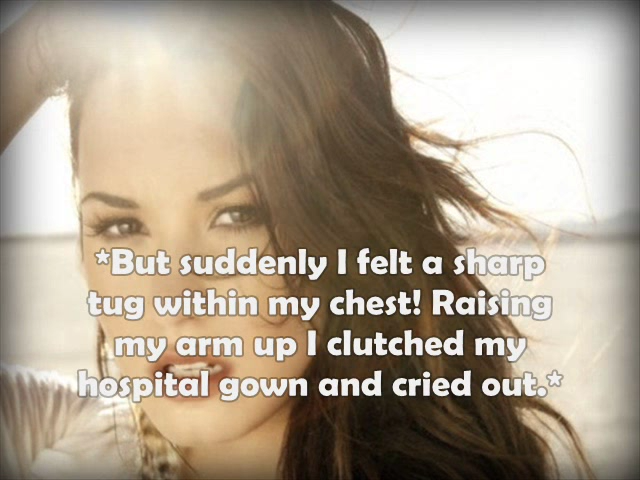 *But suddenly I felt a sharp
tug within my chest! Raising
my arm up I clutched my
hospital gown and cried out.*